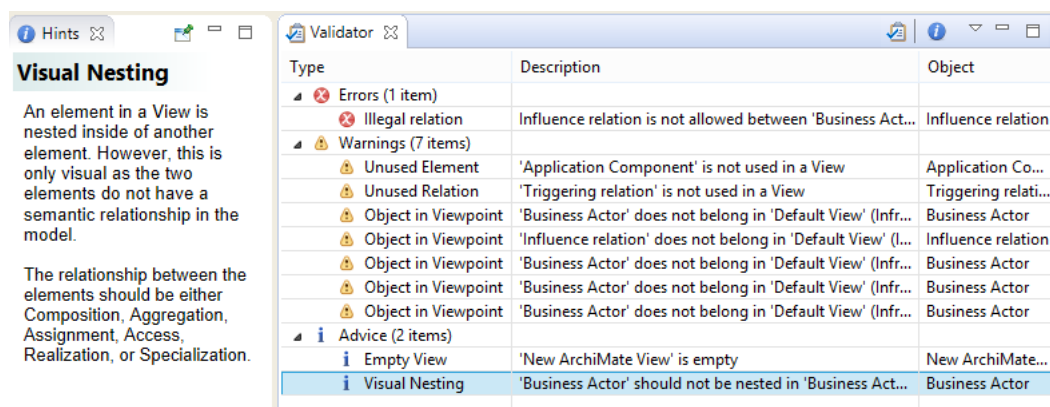 Hints
Visual Nesting
An element in a View is
nested inside of another
element. However, this is
only visual as the two
elements do not have a
semantic relationship in the
model.
The relationship between the
elements should be either
Composition, Aggregation,
Assignment, Access,
Realization, or Specialization.
Validator
Type Description Object
Errors (1 item)
Illegal relation Influence relation is not allowed between 'Business Act... Influence relation
Warnings (7 items)
Unused Element 'Application Component' is not used in a View Application Co...
Unused Relation 'Triggering relation' is not used in a View Triggering relati...
Object in Viewpoint 'Business Actor' does not belong in 'Default View' (Infr... Business Actor
Object in Viewpoint 'Influence relation' does not belong in 'Default View' (I... Influence relation
Object in Viewpoint 'Business Actor' does not belong in 'Default View' (Infr... Business Actor
Object in Viewpoint 'Business Actor' does not belong in 'Default View' (Infr... Business Actor
Object in Viewpoint 'Business Actor' does not belong in 'Default View' (Infr... Business Actor
Advice (2 items)
Empty View 'New ArchiMate View' is empty New ArchiMate...
Visual Nesting 'Business Actor' should not be nested in 'Business Act... Business Actor